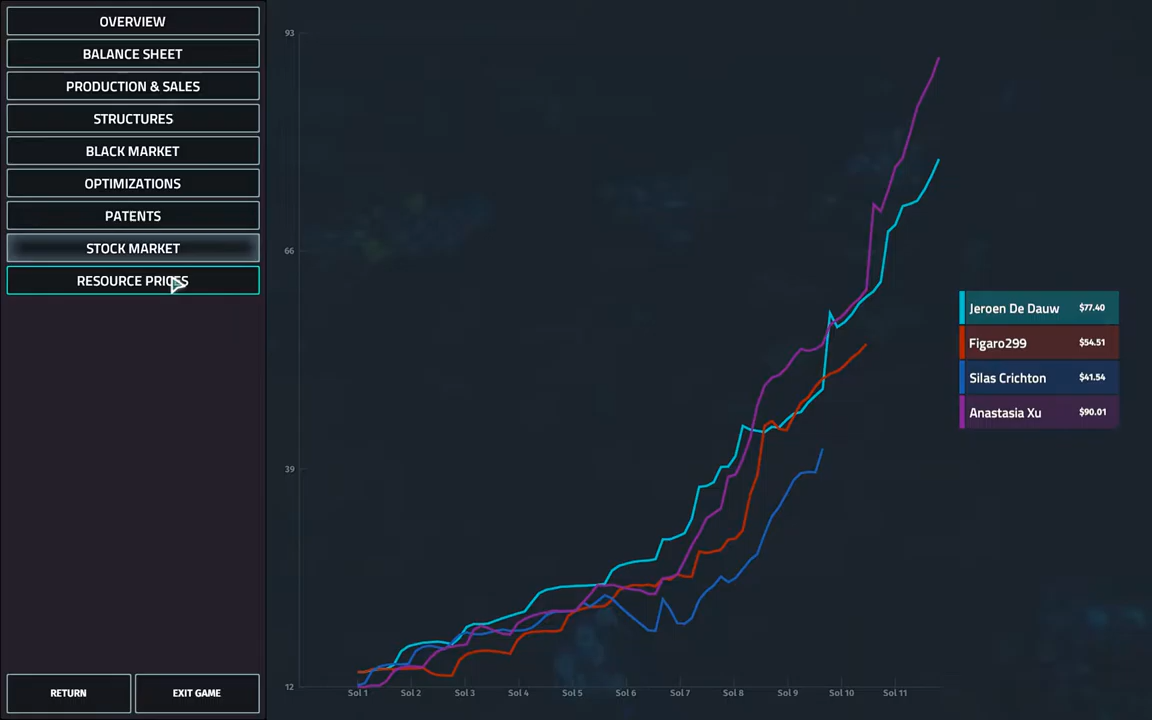 OVERVIEW
BALANCE SHEET
PRODUCTION & SALES
STRUCTURES
BLACK MARKET
OPTIMIZATIONS
PATENTS
STOCK MARKET
RESOURCE PRICES
RETURN
EXIT GAME
93
66
39
12
Sol 1 Sol 2 Sol 3 Sol 4 Sol 5 Sol 6 Sol 7 Sol 8 Sol 9 Sol 10 Sol 11
Jeroen De Dauw $77.40
Figaro299 $54.51
Silas Crichton $41.54
Anastasia Xu $90.01